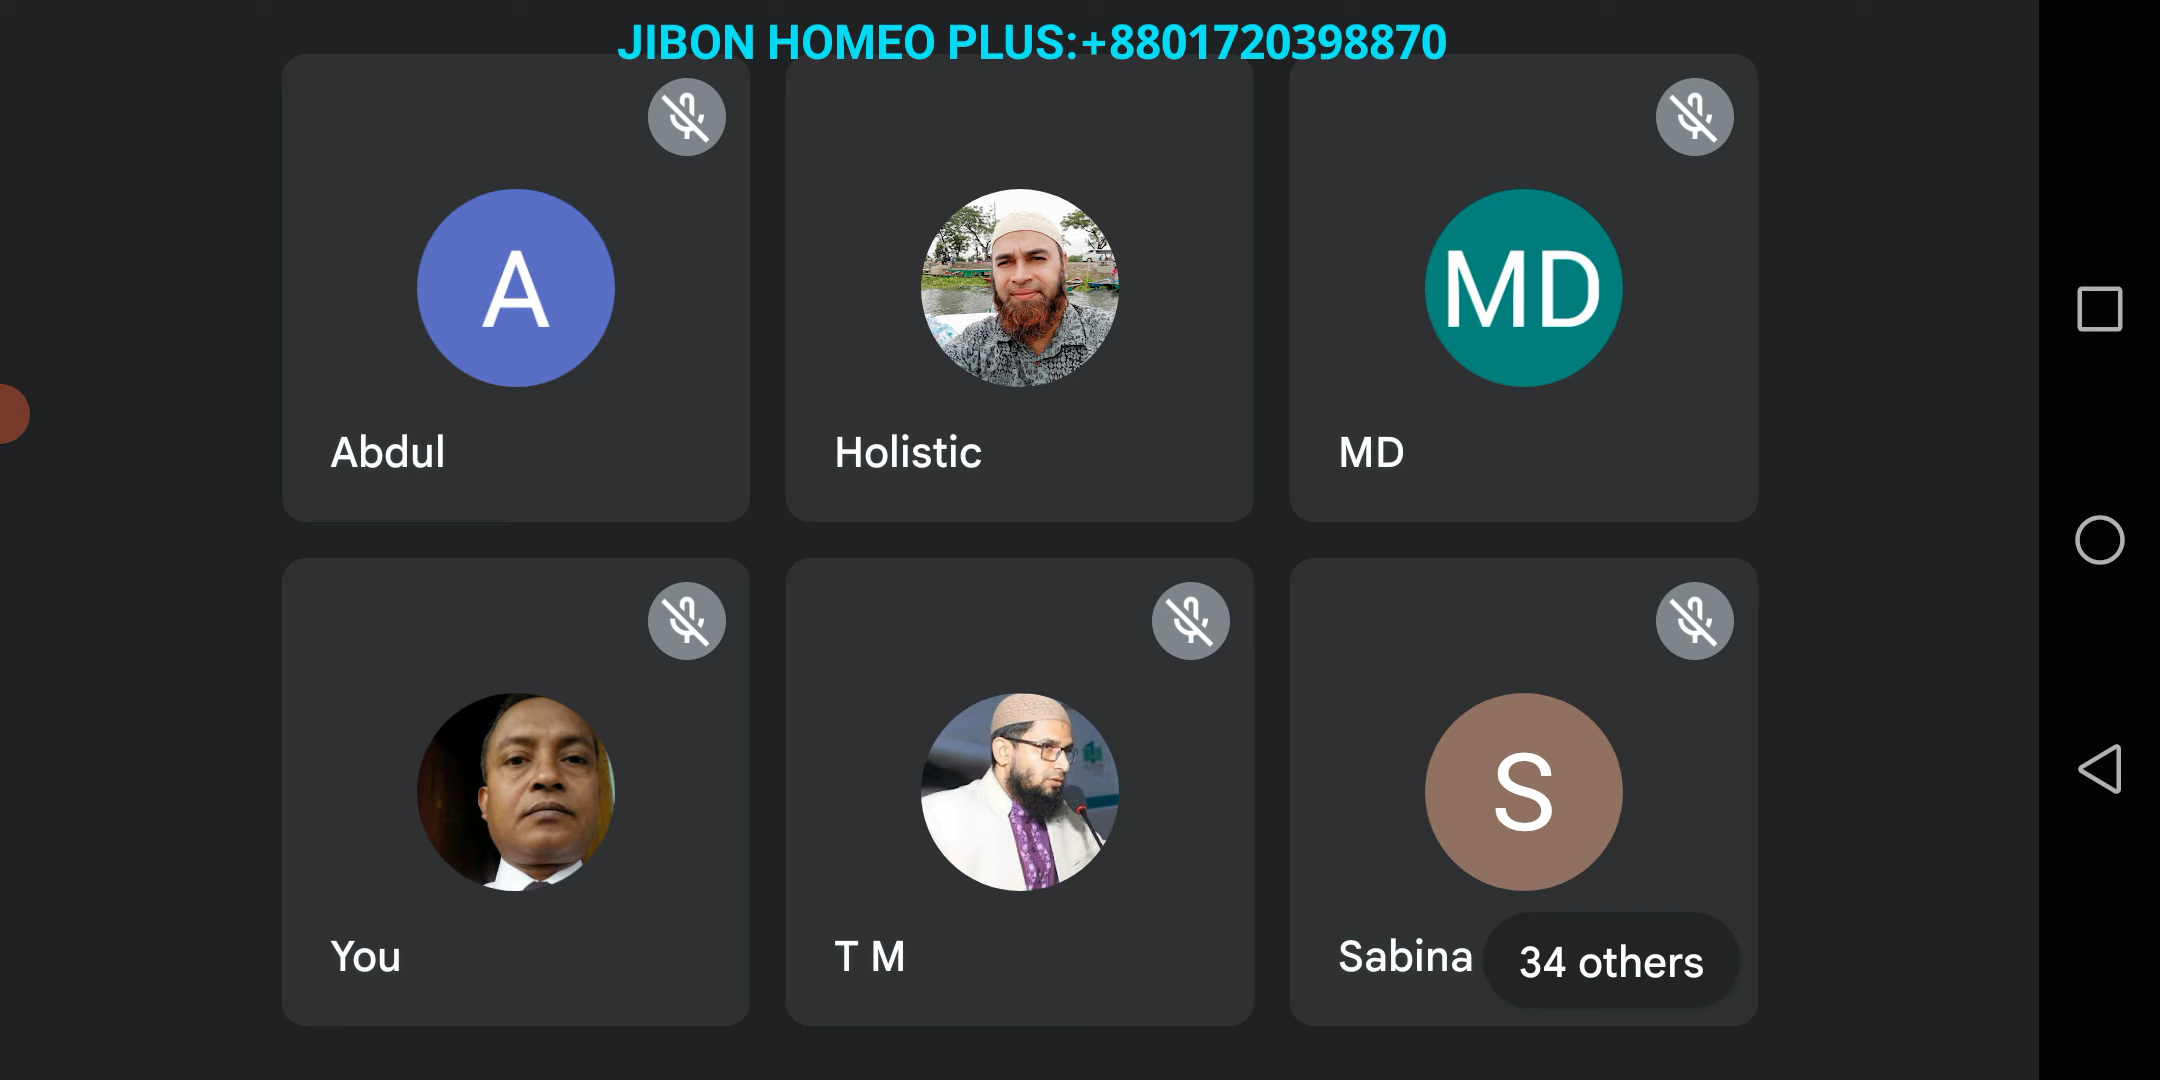 JIBON HOMEO PLUS:+8801720398870
A
MD
Abdul
Holistic
MD
S
You
T M
Sabina
34 others